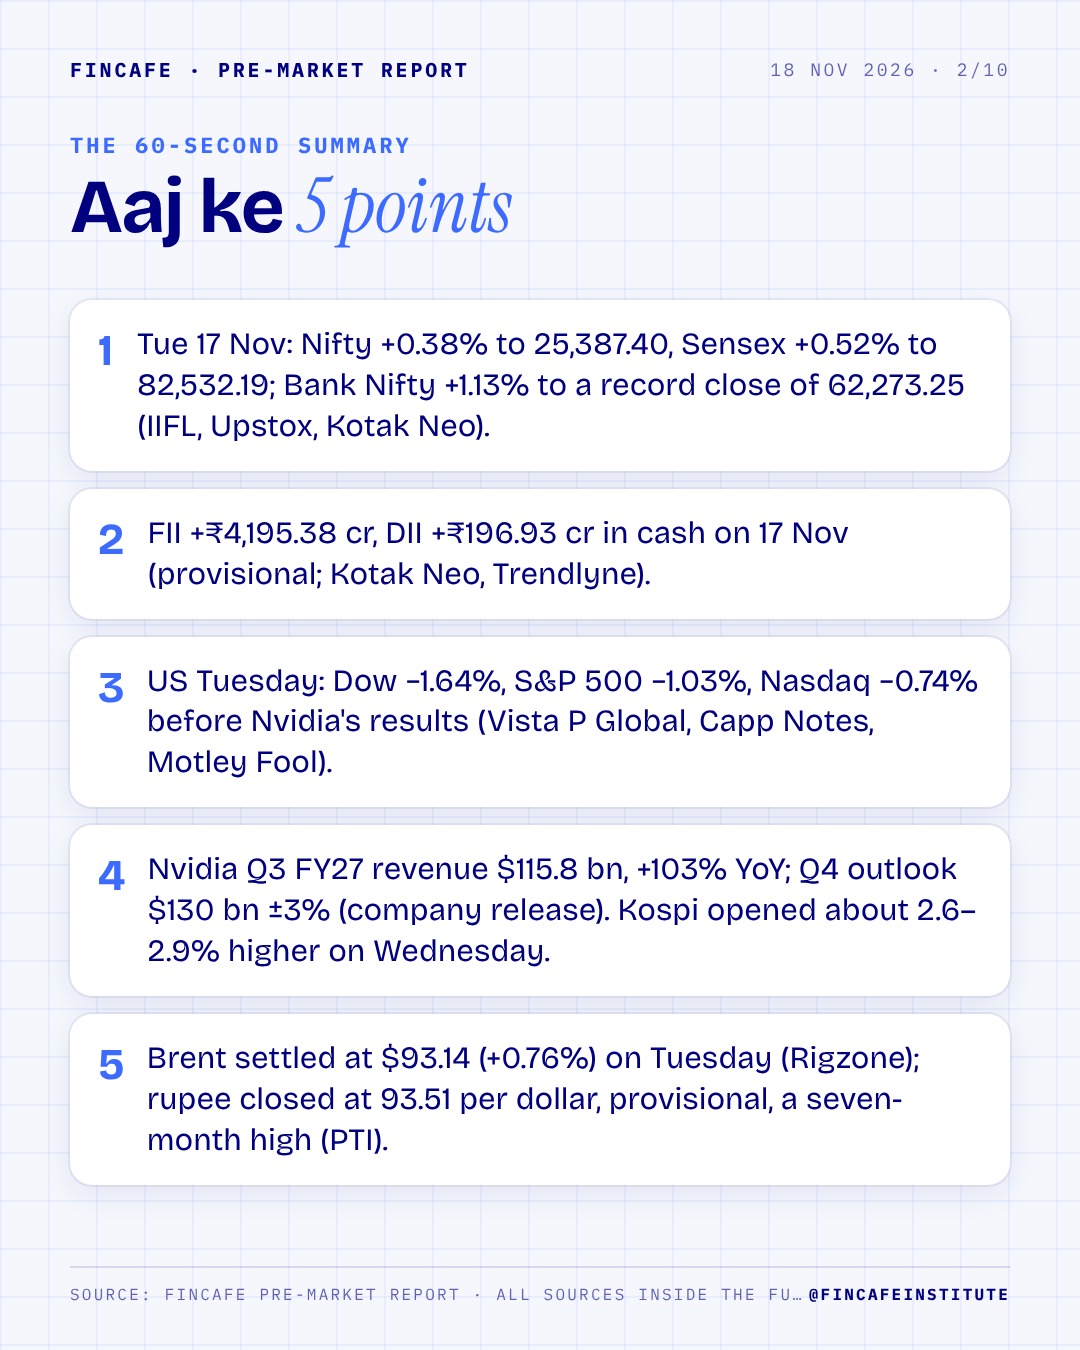 FINCAFE · PRE-MARKET REPORT
18 NOV 2026 · 2/10
THE 60-SECOND SUMMARY
Aaj ke 5 points
1
Tue 17 Nov: Nifty +0.38% to 25,387.40, Sensex +0.52% to
82,532.19; Bank Nifty +1.13% to a record close of 62,273.25
(IIFL, Upstox, Kotak Neo).
2
FII +₹4,195.38 cr, DII +₹196.93 cr in cash on 17 Nov
(provisional; Kotak Neo, Trendlyne).
3
US Tuesday: Dow −1.64%, S&P 500 −1.03%, Nasdaq −0.74%
before Nvidia's results (Vista P Global, Capp Notes,
Motley Fool).
4
Nvidia Q3 FY27 revenue $115.8 bn, +103% YoY; Q4 outlook
$130 bn ±3% (company release). Kospi opened about 2.6–
2.9% higher on Wednesday.
5
Brent settled at $93.14 (+0.76%) on Tuesday (Rigzone);
rupee closed at 93.51 per dollar, provisional, a seven-
month high (PTI).
SOURCE: FINCAFE PRE-MARKET REPORT · ALL SOURCES INSIDE THE FU…
@FINCAFEINSTITUTE